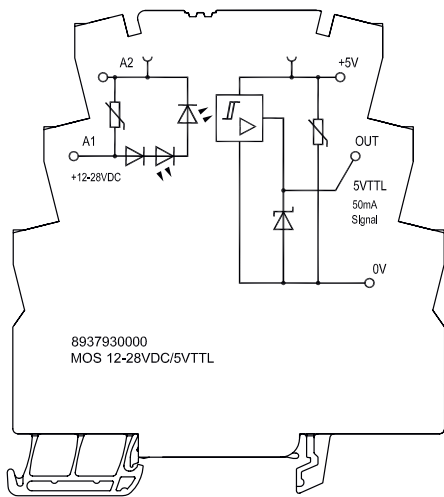 A2
+5V
A1
OUT
+12-28VDC
5VTTL
50mA
Signal
0V
8937930000
MOS 12-28VDC/5VTTL